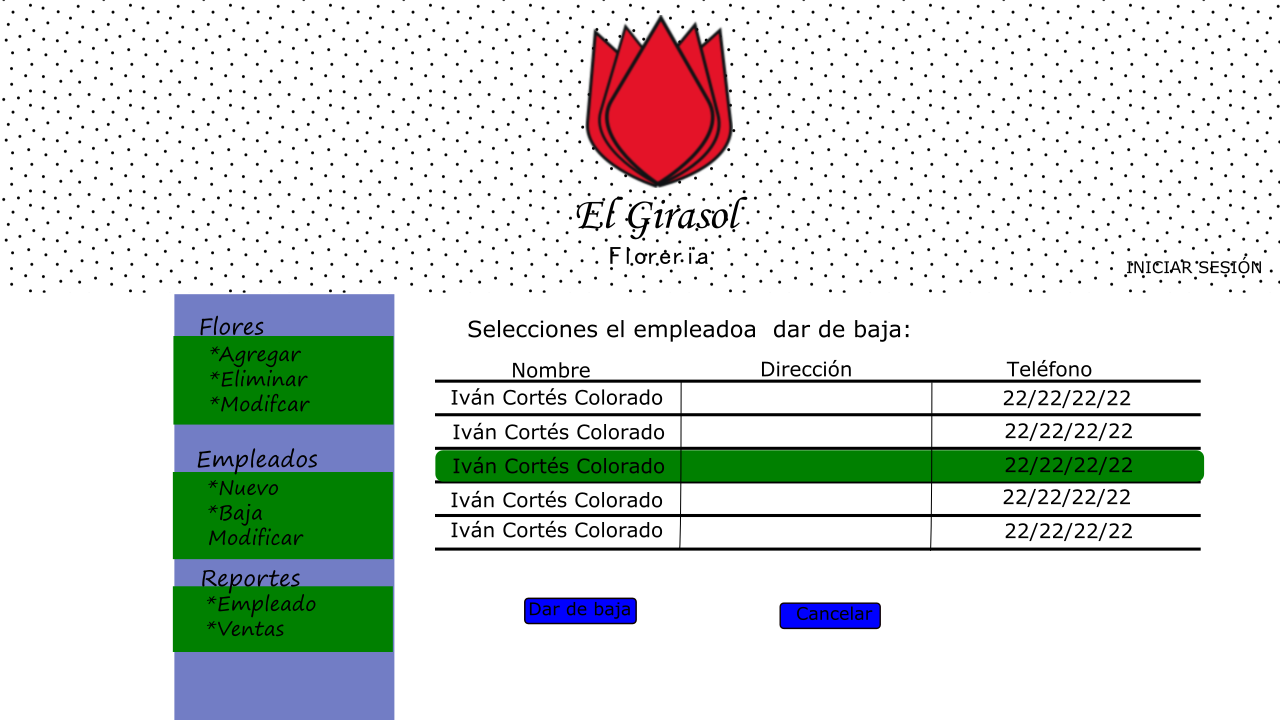 El Girasol
Florería
INICIAR SESIÓN
Flores
*Agregar
*Eliminar
*Modifcar
Empleados
*Nuevo
*Baja
Modificar
Reportes
*Empleado
*Ventas
Selecciones el empleadoa dar de baja:
Nombre Dirección Teléfono
Iván Cortés Colorado 22/22/22/22
Iván Cortés Colorado 22/22/22/22
Iván Cortés Colorado 22/22/22/22
Iván Cortés Colorado 22/22/22/22
Iván Cortés Colorado 22/22/22/22
Dar de baja Cancelar